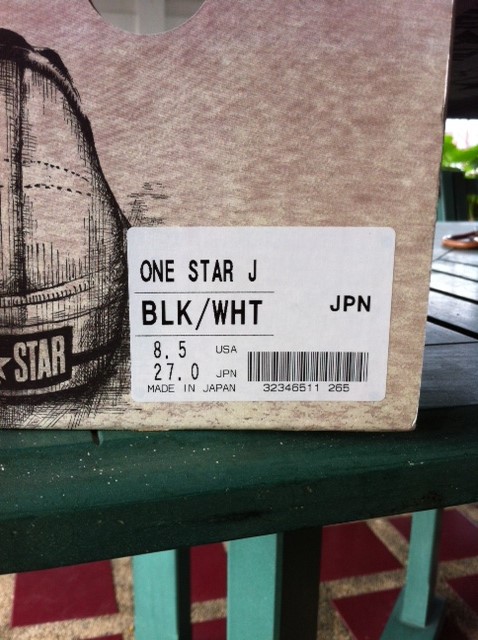 ONE STAR J
BLK/WHT
JPN
8.5 USA
27.0 JPN
MADE IN JAPAN
32346511 265
★STAR